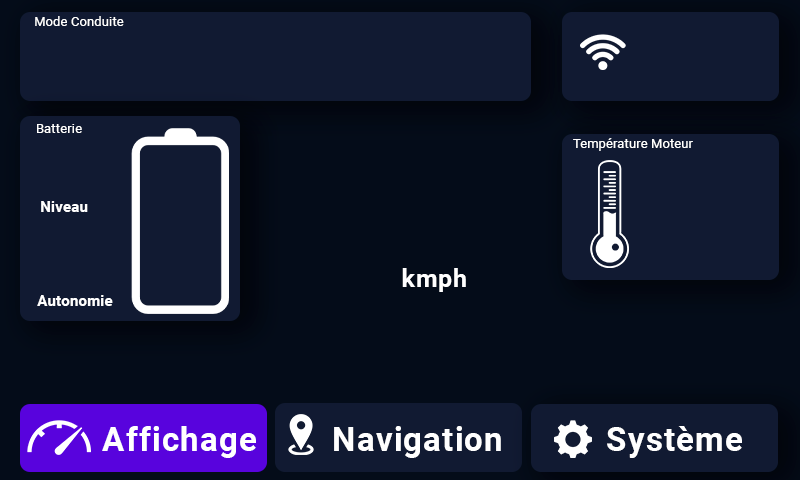 Mode Conduite
Batterie
Température Moteur
Niveau
kmph
Autonomie
Affichage
Navigation
Système